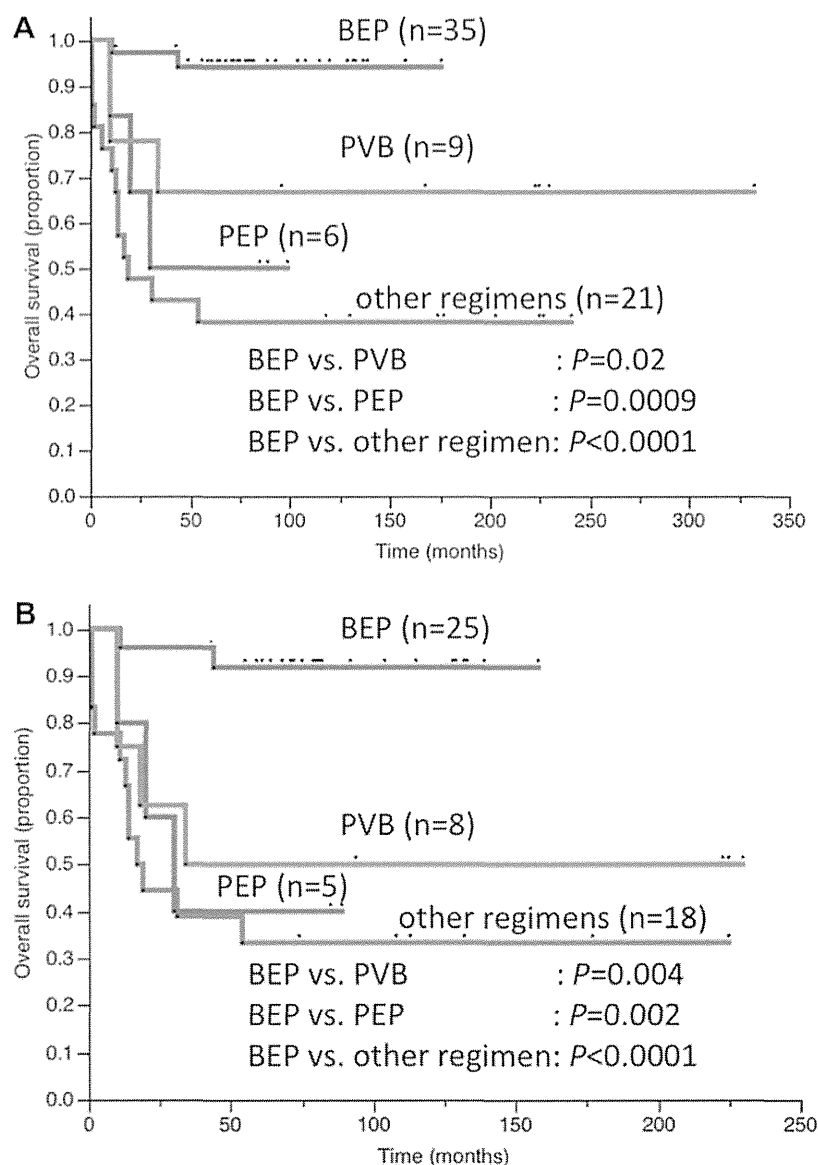 A
BEP (n=35)
1.0
0.9
0.8
0.7
0.6
0.5
0.4
0.3
0.2
0.1
0.0
Overall survival (proportion)
PVB (n=9)
PEP (n=6)
other regimens (n=21)
BEP vs. PVB : P=0.02
BEP vs. PEP : P=0.0009
BEP vs. other regimen: P<0.0001
0 50 100 150 200 250 300 350
Time (months)
B
BEP (n=25)
1.0
0.9
0.8
0.7
0.6
0.5
0.4
0.3
0.2
0.1
0.0
Overall survival (proportion)
PVB (n=8)
PEP (n=5)
other regimens (n=18)
BEP vs. PVB : P=0.004
BEP vs. PEP : P=0.002
BEP vs. other regimen: P<0.0001
0 50 100 150 200 250
Time (months)